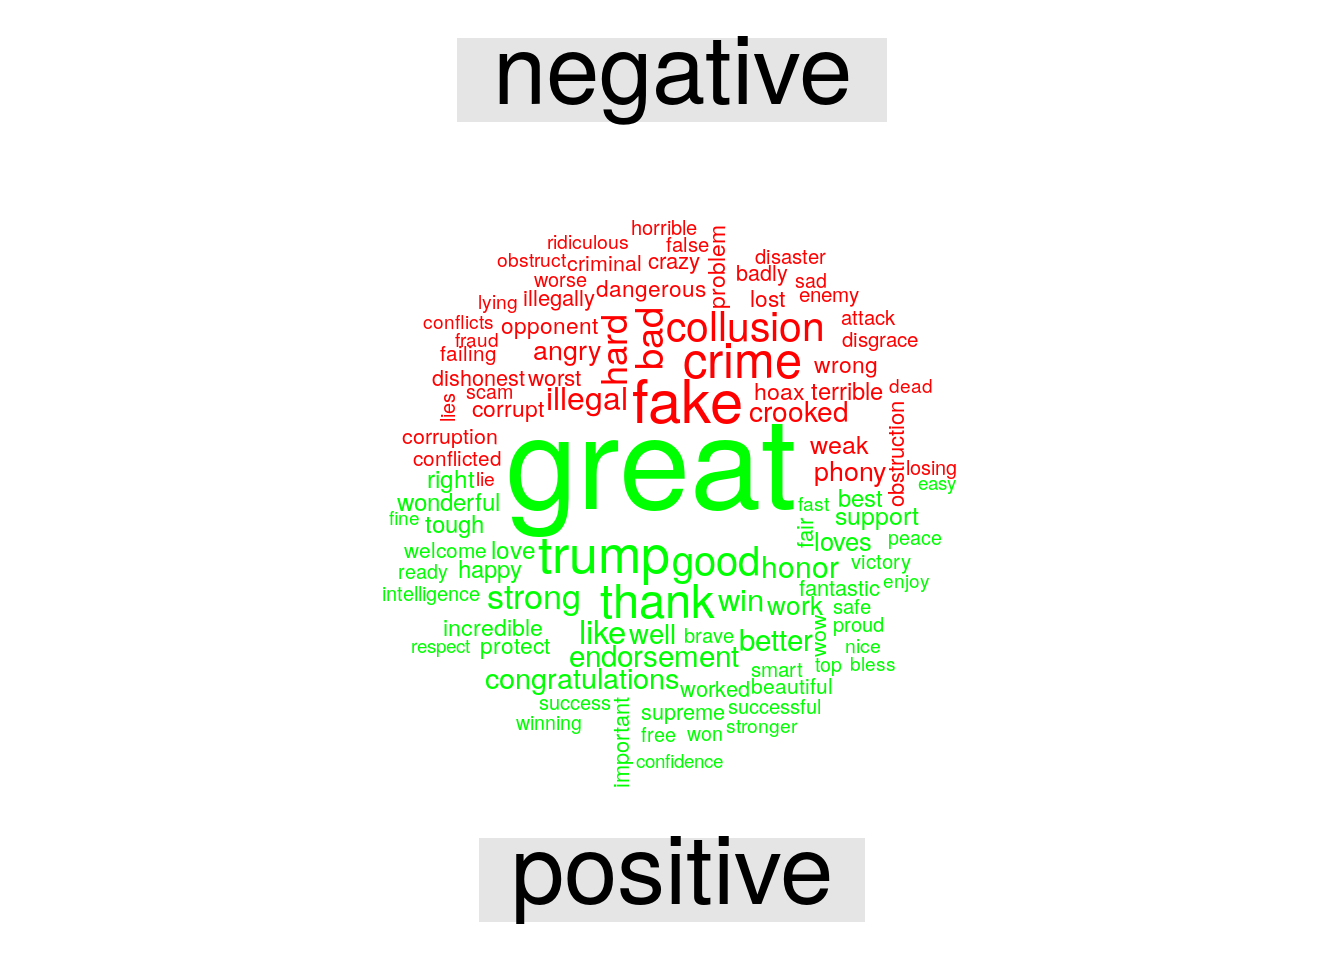 negative
horrible
ridiculous false problem
obstruct criminal crazy disaster
worse badly sad
lying illegally dangerous lost enemy
conflicts opponent hard bad collusion attack
fraud disgrace
failing angry crime wrong
dishonest worst dead
lies scam illegal fake hoax terrible
corrupt crooked
corruption great weak obstruction
conflicted phony losing
right lie easy
wonderful fast best
fine tough fair support
welcome love trump good loves peace
ready happy honor victory
intelligence strong thank win fantastic enjoy
work safe
incredible like well brave better wow proud
respect protect nice
endorsement smart top bless
congratulations worked beautiful
success important supreme successful
winning free won stronger
confidence
positive